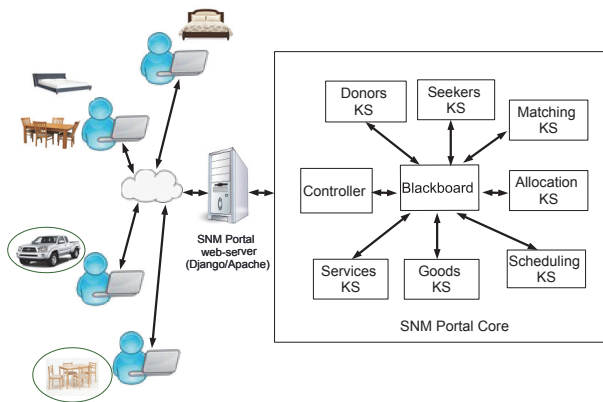 Donors
KS
Seekers
KS
Matching
KS
Controller
Blackboard
Allocation
KS
SNM Portal
web-server
(Django/Apache)
Services
KS
Goods
KS
Scheduling
KS
SNM Portal Core